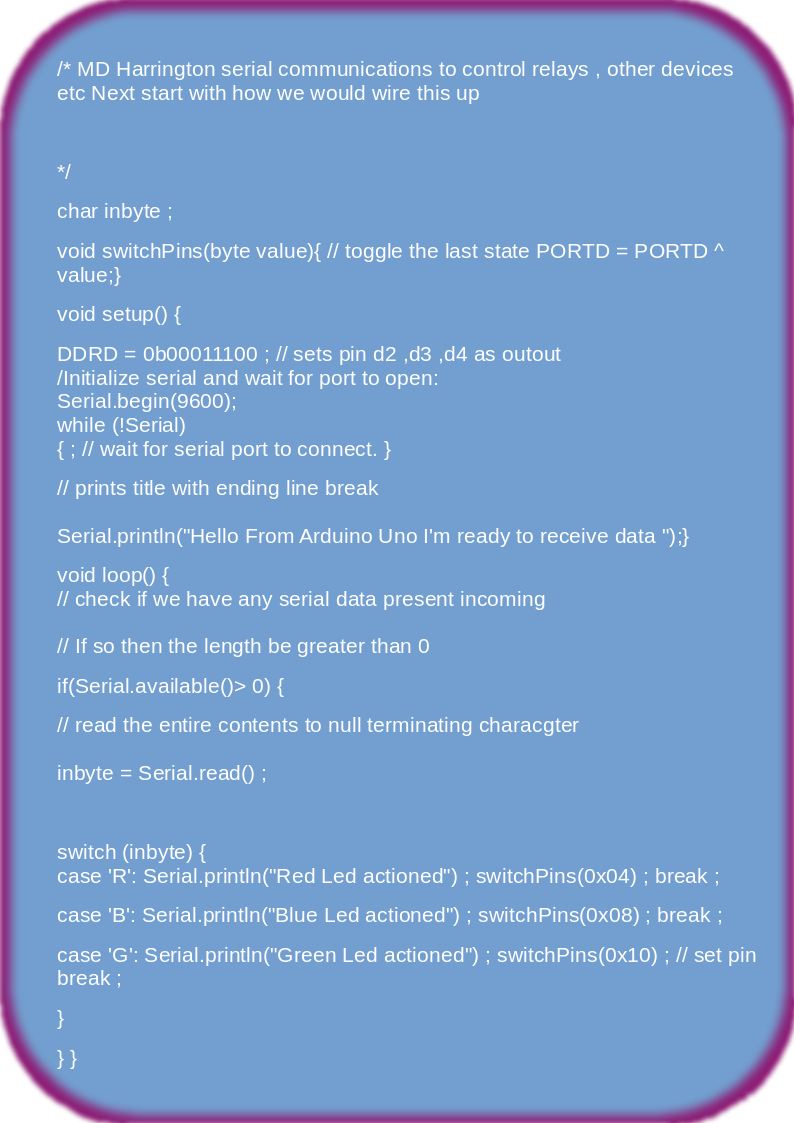 /* MD Harrington serial communications to control relays , other devices
etc Next start with how we would wire this up
*/
char inbyte ;
void switchPins(byte value){ // toggle the last state PORTD = PORTD ^
value;}
void setup() {
DDRD = 0b00011100 ; // sets pin d2 ,d3 ,d4 as outout
/Initialize serial and wait for port to open:
Serial.begin(9600);
while (!Serial)
{ ; // wait for serial port to connect. }
// prints title with ending line break
Serial.println("Hello From Arduino Uno I'm ready to receive data ");}
void loop() {
// check if we have any serial data present incoming
// If so then the length be greater than 0
if(Serial.available()> 0) {
// read the entire contents to null terminating characgter
inbyte = Serial.read() ;
switch (inbyte) {
case 'R': Serial.println("Red Led actioned") ; switchPins(0x04) ; break ;
case 'B': Serial.println("Blue Led actioned") ; switchPins(0x08) ; break ;
case 'G': Serial.println("Green Led actioned") ; switchPins(0x10) ; // set pin
break ;
}
} }